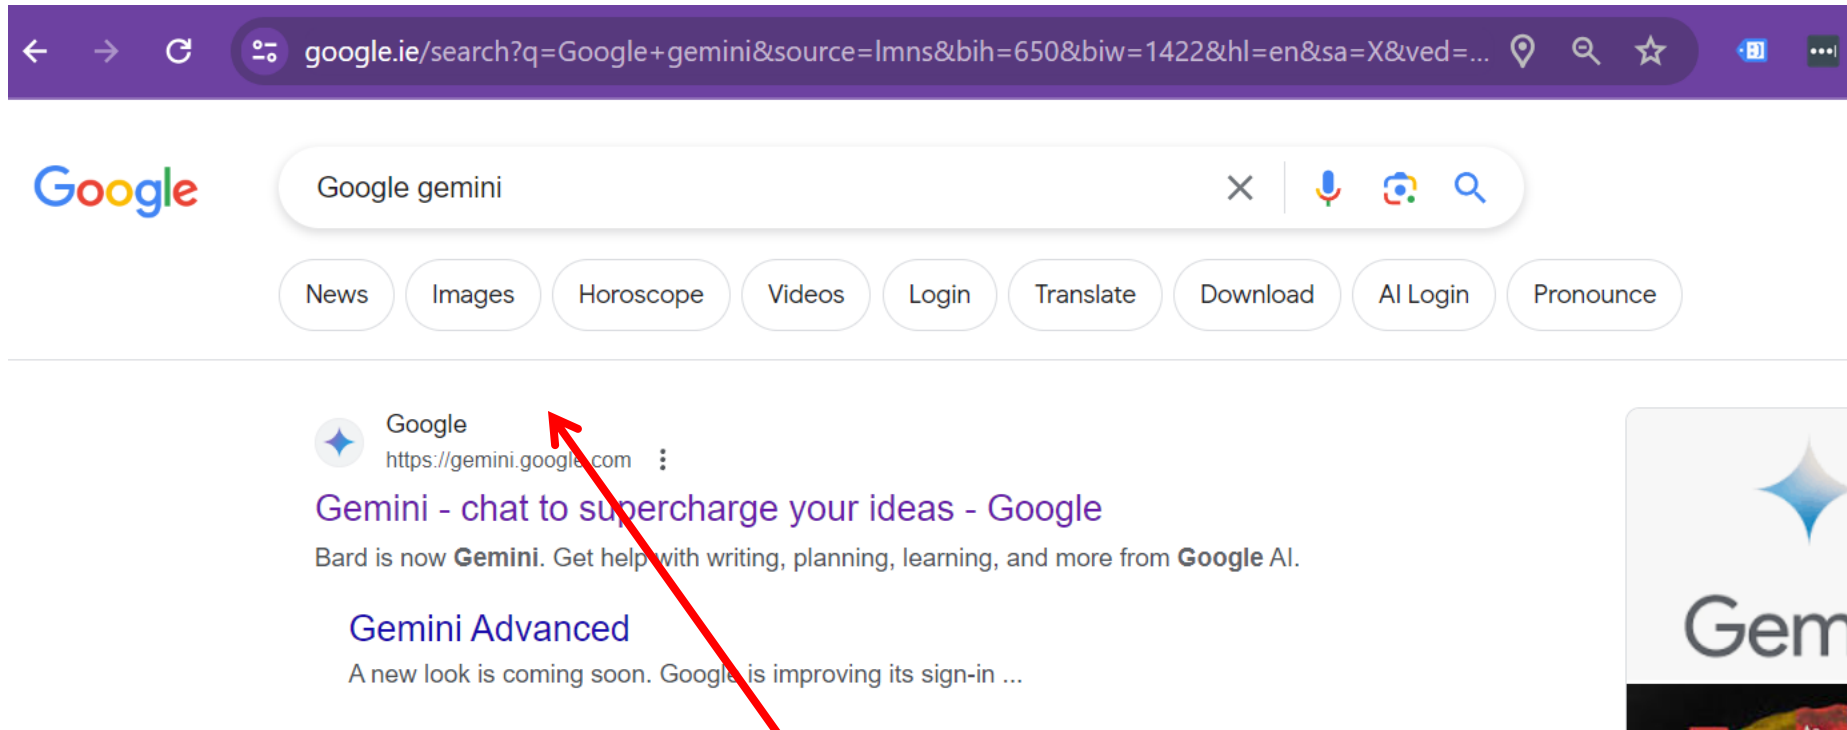 google.ie/search?q=Google+gemini&source=lmns&bih=650&biw=1422&hl=en&sa=X&ved=...
Google
Google gemini
News Images Horoscope Videos Login Translate Download AI Login Pronounce
Google
https://gemini.google.com
Gemini - chat to supercharge your ideas - Google
Bard is now Gemini. Get help with writing, planning, learning, and more from Google AI.
Gemini Advanced
A new look is coming soon. Google is improving its sign-in ...
Gem